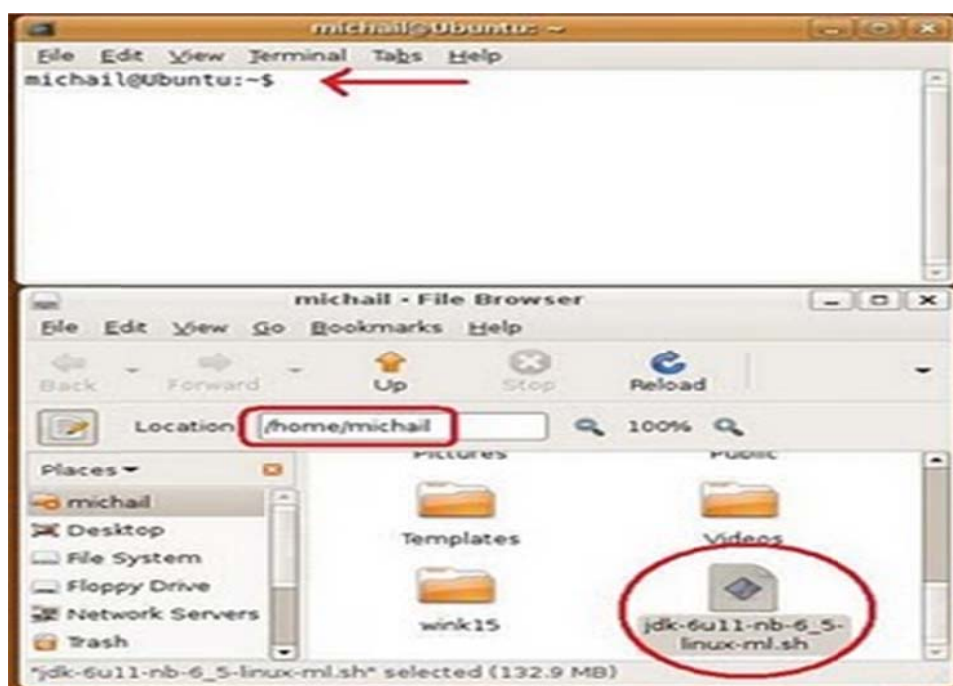 michail@Ubuntu: ~
File Edit View Terminal Tabs Help
michail@Ubuntu:~$
michail - File Browser
File Edit View Go Bookmarks Help
Back Forward Up Stop Reload
Location /home/michail 100%
Places
Pictures Public
michail
Desktop
Templates Videos
File System
Floppy Drive
Network Servers
wink15 jdk-6u11-nb-6_5-
linux-ml.sh
Trash
"jdk-6u11-nb-6_5-linux-ml.sh" selected (132.9 MB)